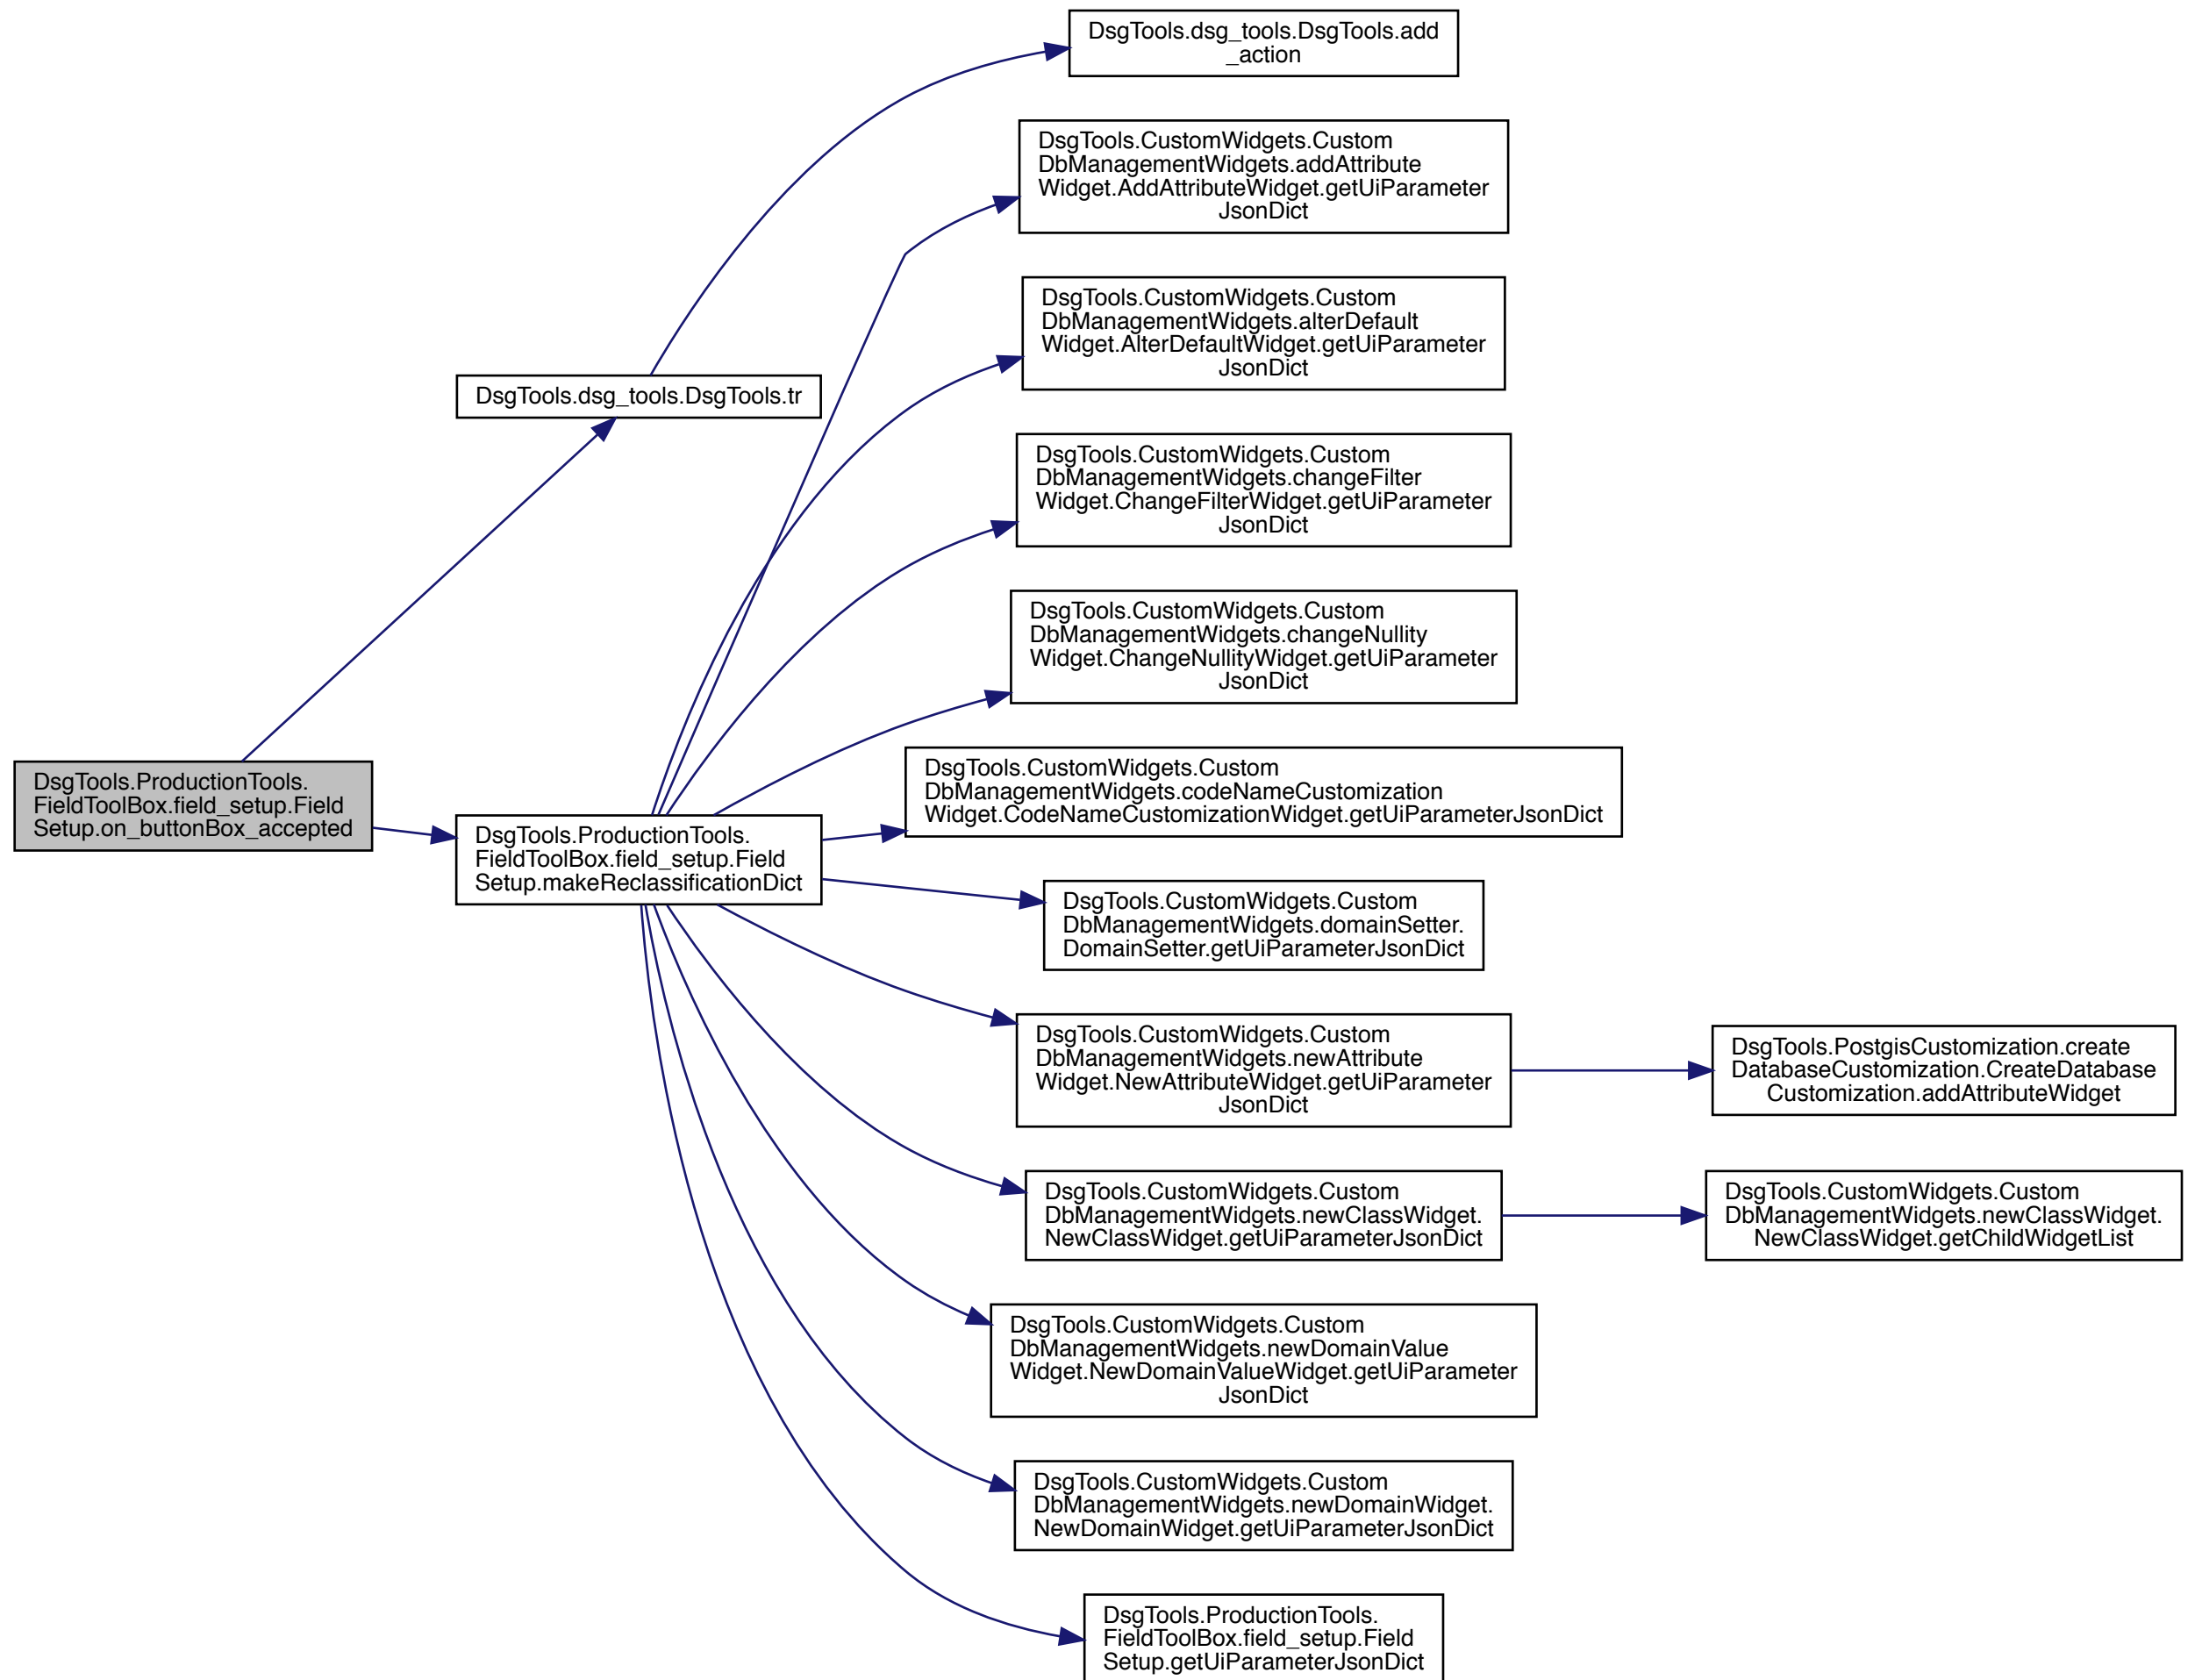 DsgTools.dsg_tools.DsgTools.add
_action
DsgTools.CustomWidgets.Custom
DbManagementWidgets.addAttribute
Widget.AddAttributeWidget.getUiParameter
JsonDict
DsgTools.CustomWidgets.Custom
DbManagementWidgets.alterDefault
Widget.AlterDefaultWidget.getUiParameter
JsonDict
DsgTools.dsg_tools.DsgTools.tr
DsgTools.CustomWidgets.Custom
DbManagementWidgets.changeFilter
Widget.ChangeFilterWidget.getUiParameter
JsonDict
DsgTools.CustomWidgets.Custom
DbManagementWidgets.changeNullity
Widget.ChangeNullityWidget.getUiParameter
JsonDict
DsgTools.ProductionTools.
FieldToolBox.field_setup.Field
Setup.on_buttonBox_accepted
DsgTools.ProductionTools.
FieldToolBox.field_setup.Field
Setup.makeReclassificationDict
DsgTools.CustomWidgets.Custom
DbManagementWidgets.codeNameCustomization
Widget.CodeNameCustomizationWidget.getUiParameterJsonDict
DsgTools.CustomWidgets.Custom
DbManagementWidgets.domainSetter.
DomainSetter.getUiParameterJsonDict
DsgTools.CustomWidgets.Custom
DbManagementWidgets.newAttribute
Widget.NewAttributeWidget.getUiParameter
JsonDict
DsgTools.PostgisCustomization.create
DatabaseCustomization.CreateDatabase
Customization.addAttributeWidget
DsgTools.CustomWidgets.Custom
DbManagementWidgets.newClassWidget.
NewClassWidget.getUiParameterJsonDict
DsgTools.CustomWidgets.Custom
DbManagementWidgets.newClassWidget.
NewClassWidget.getChildWidgetList
DsgTools.CustomWidgets.Custom
DbManagementWidgets.newDomainValue
Widget.NewDomainValueWidget.getUiParameter
JsonDict
DsgTools.CustomWidgets.Custom
DbManagementWidgets.newDomainWidget.
NewDomainWidget.getUiParameterJsonDict
DsgTools.ProductionTools.
FieldToolBox.field_setup.Field
Setup.getUiParameterJsonDict